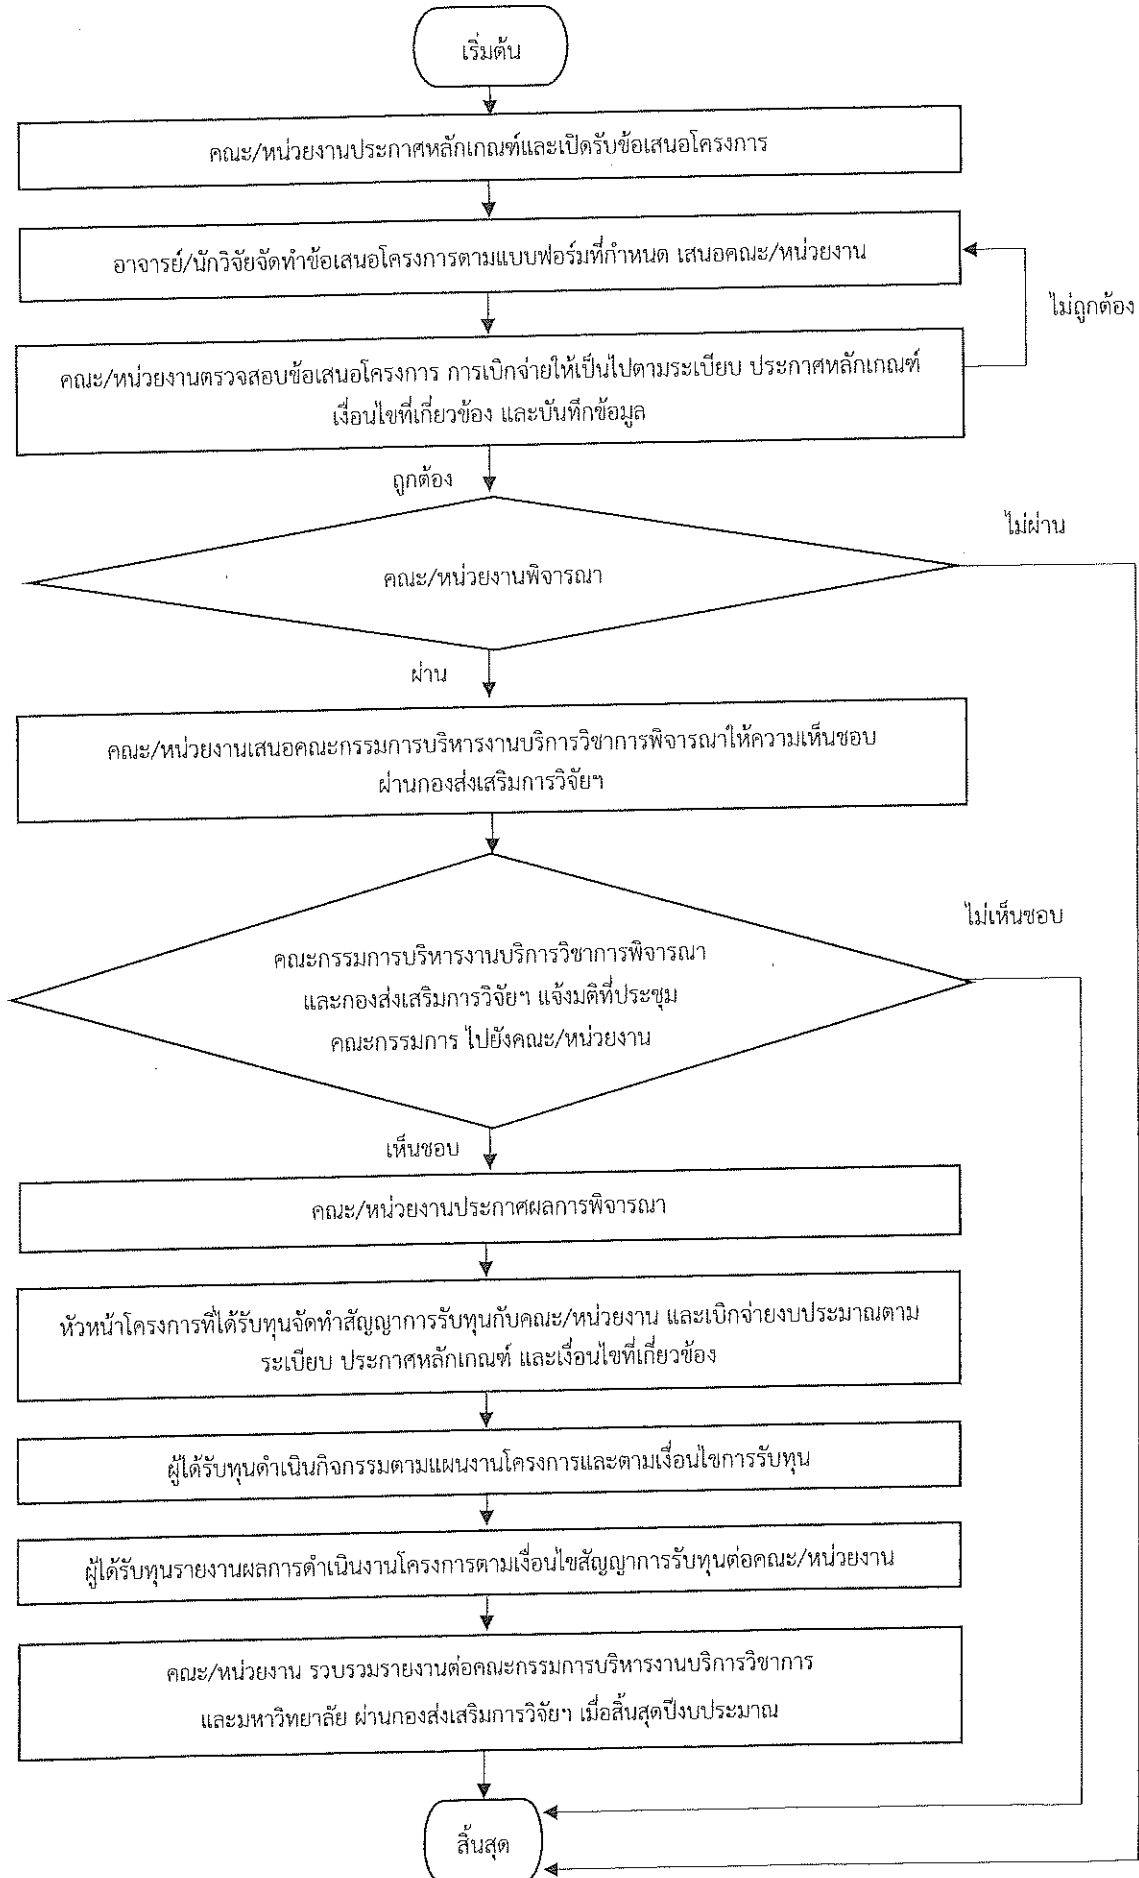 เริ่มต้น
คณะ/หน่วยงานประกาศหลักเกณฑ์และเปิดรับข้อเสนอโครงการ
อาจารย์/นักวิจัยจัดทำข้อเสนอโครงการตามแบบฟอร์มที่กำหนด เสนอคณะ/หน่วยงาน
ไม่ถูกต้อง
คณะ/หน่วยงานตรวจสอบข้อเสนอโครงการ การเบิกจ่ายให้เป็นไปตามระเบียบ ประกาศหลักเกณฑ์
เงื่อนไขที่เกี่ยวข้อง และบันทึกข้อมูล
ถูกต้อง
ไม่ผ่าน
คณะ/หน่วยงานพิจารณา
ผ่าน
คณะ/หน่วยงานเสนอคณะกรรมการบริหารงานบริการวิชาการพิจารณาให้ความเห็นชอบ
ผ่านกองส่งเสริมการวิจัยฯ
ไม่เห็นชอบ
คณะกรรมการบริหารงานบริการวิชาการพิจารณา
และกองส่งเสริมการวิจัยฯ แจ้งมติที่ประชุม
คณะกรรมการ ไปยังคณะ/หน่วยงาน
เห็นชอบ
คณะ/หน่วยงานประกาศผลการพิจารณา
หัวหน้าโครงการที่ได้รับทุนจัดทำสัญญาการรับทุนกับคณะ/หน่วยงาน และเบิกจ่ายงบประมาณตาม
ระเบียบ ประกาศหลักเกณฑ์ และเงื่อนไขที่เกี่ยวข้อง
ผู้ได้รับทุนดำเนินกิจกรรมตามแผนงานโครงการและตามเงื่อนไขการรับทุน
ผู้ได้รับทุนรายงานผลการดำเนินงานโครงการตามเงื่อนไขสัญญาการรับทุนต่อคณะ/หน่วยงาน
คณะ/หน่วยงาน รวบรวมรายงานต่อคณะกรรมการบริหารงานบริการวิชาการ
และมหาวิทยาลัย ผ่านกองส่งเสริมการวิจัยฯ เมื่อสิ้นสุดปีงบประมาณ
สิ้นสุด